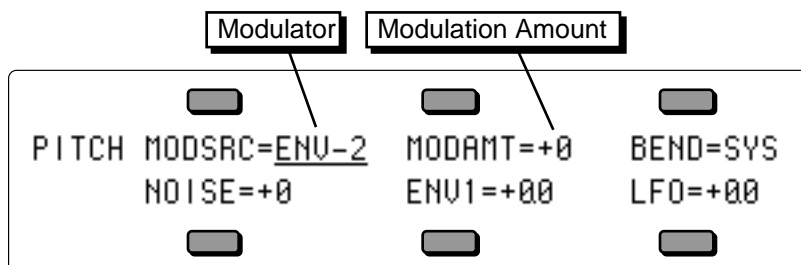 Modulator Modulation Amount
PITCH MODSRC=ENV-2 MODAMT=+0 BEND=SYS
NOISE=+0 ENV1=+00 LFO=+00